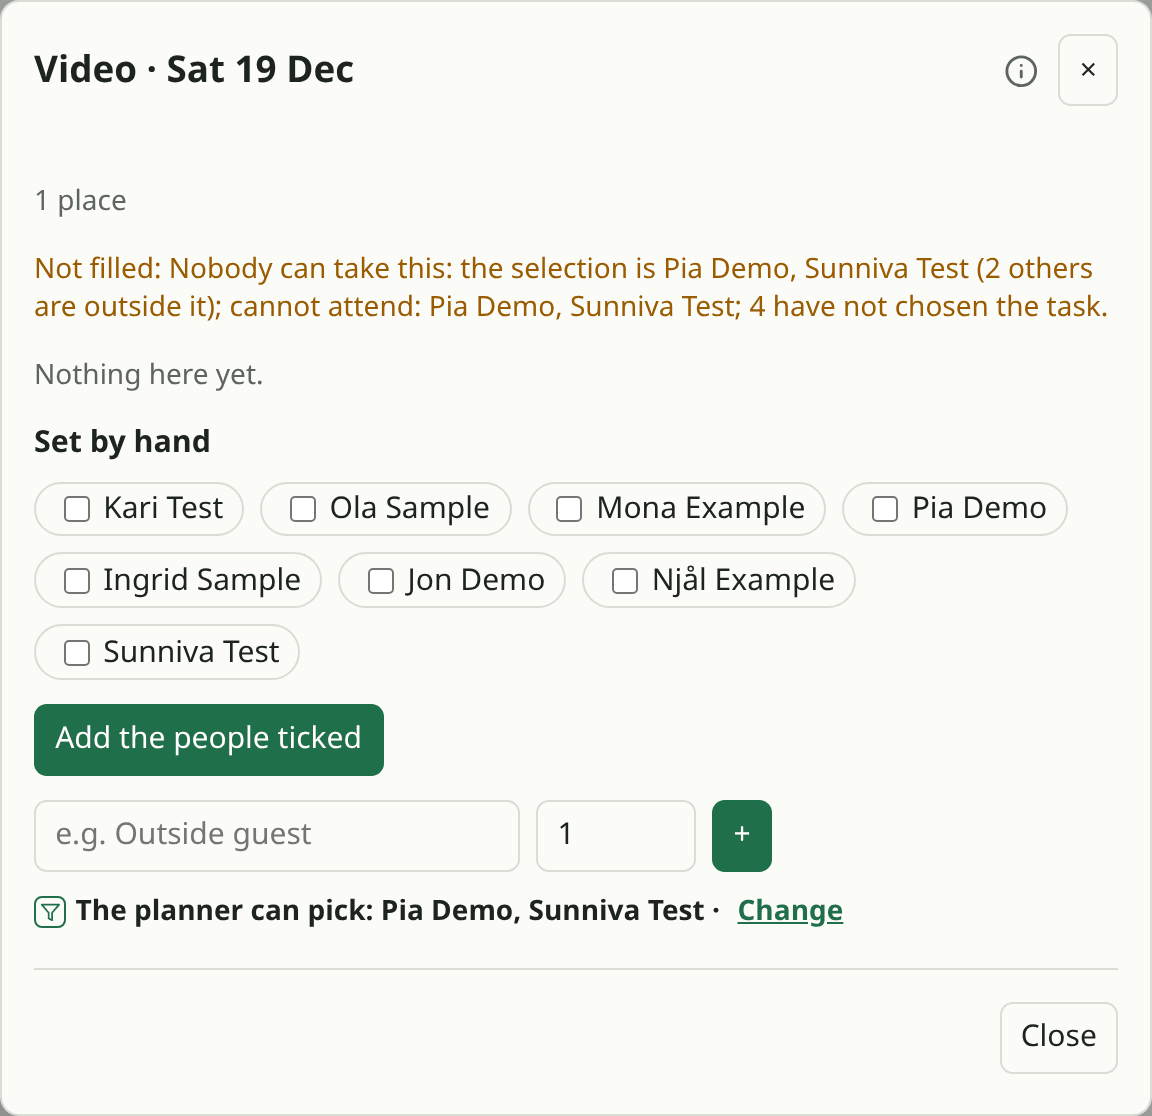 Video · Sat 19 Dec
×
1 place
Not filled: Nobody can take this: the selection is Pia Demo, Sunniva Test (2 others
are outside it); cannot attend: Pia Demo, Sunniva Test; 4 have not chosen the task.
Nothing here yet.
Set by hand
Kari Test Ola Sample Mona Example Pia Demo
Ingrid Sample Jon Demo Njål Example
Sunniva Test
Add the people ticked
e.g. Outside guest 1 +
The planner can pick: Pia Demo, Sunniva Test · Change
Close